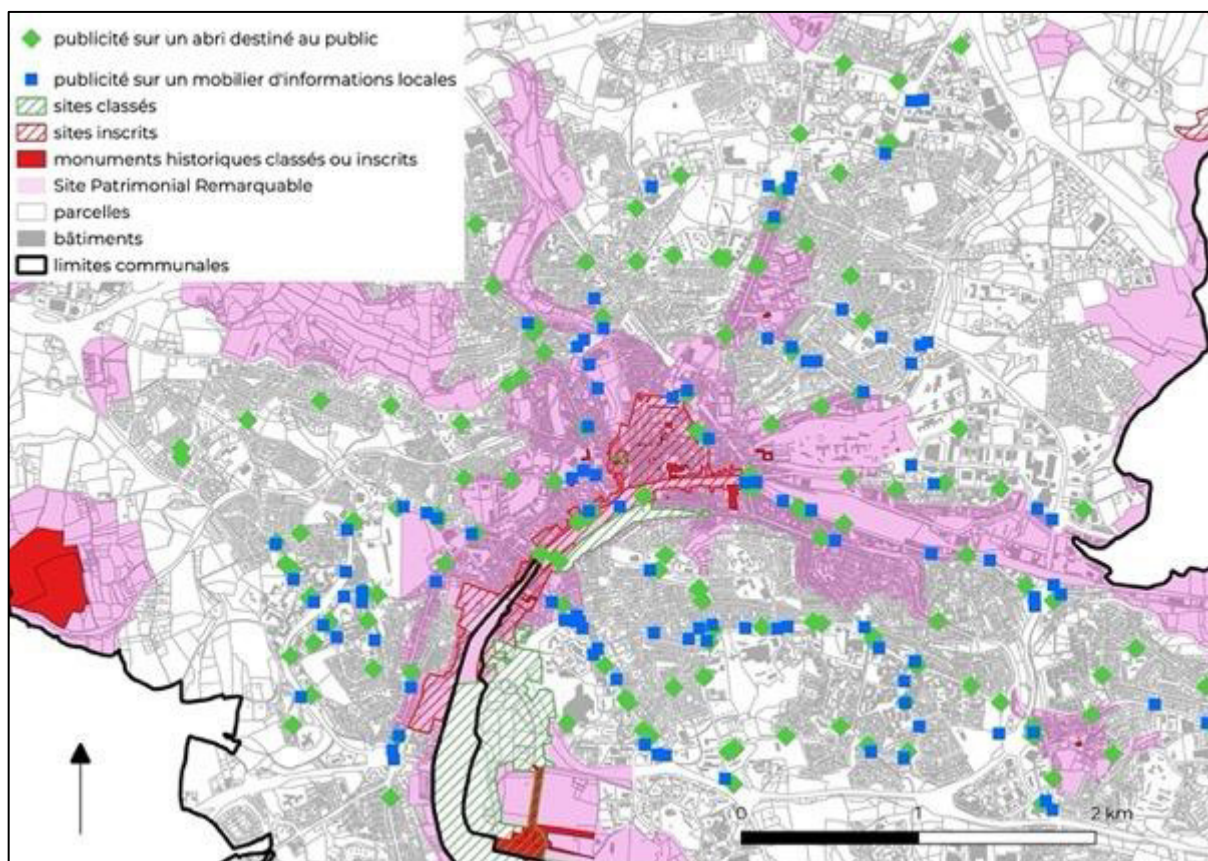 publicité sur un abri destiné au public
publicité sur un mobilier d'informations locales
sites classés
sites inscrits
monuments historiques classés ou inscrits
Site Patrimonial Remarquable
parcelles
bâtiments
limites communales
0 1 2 km